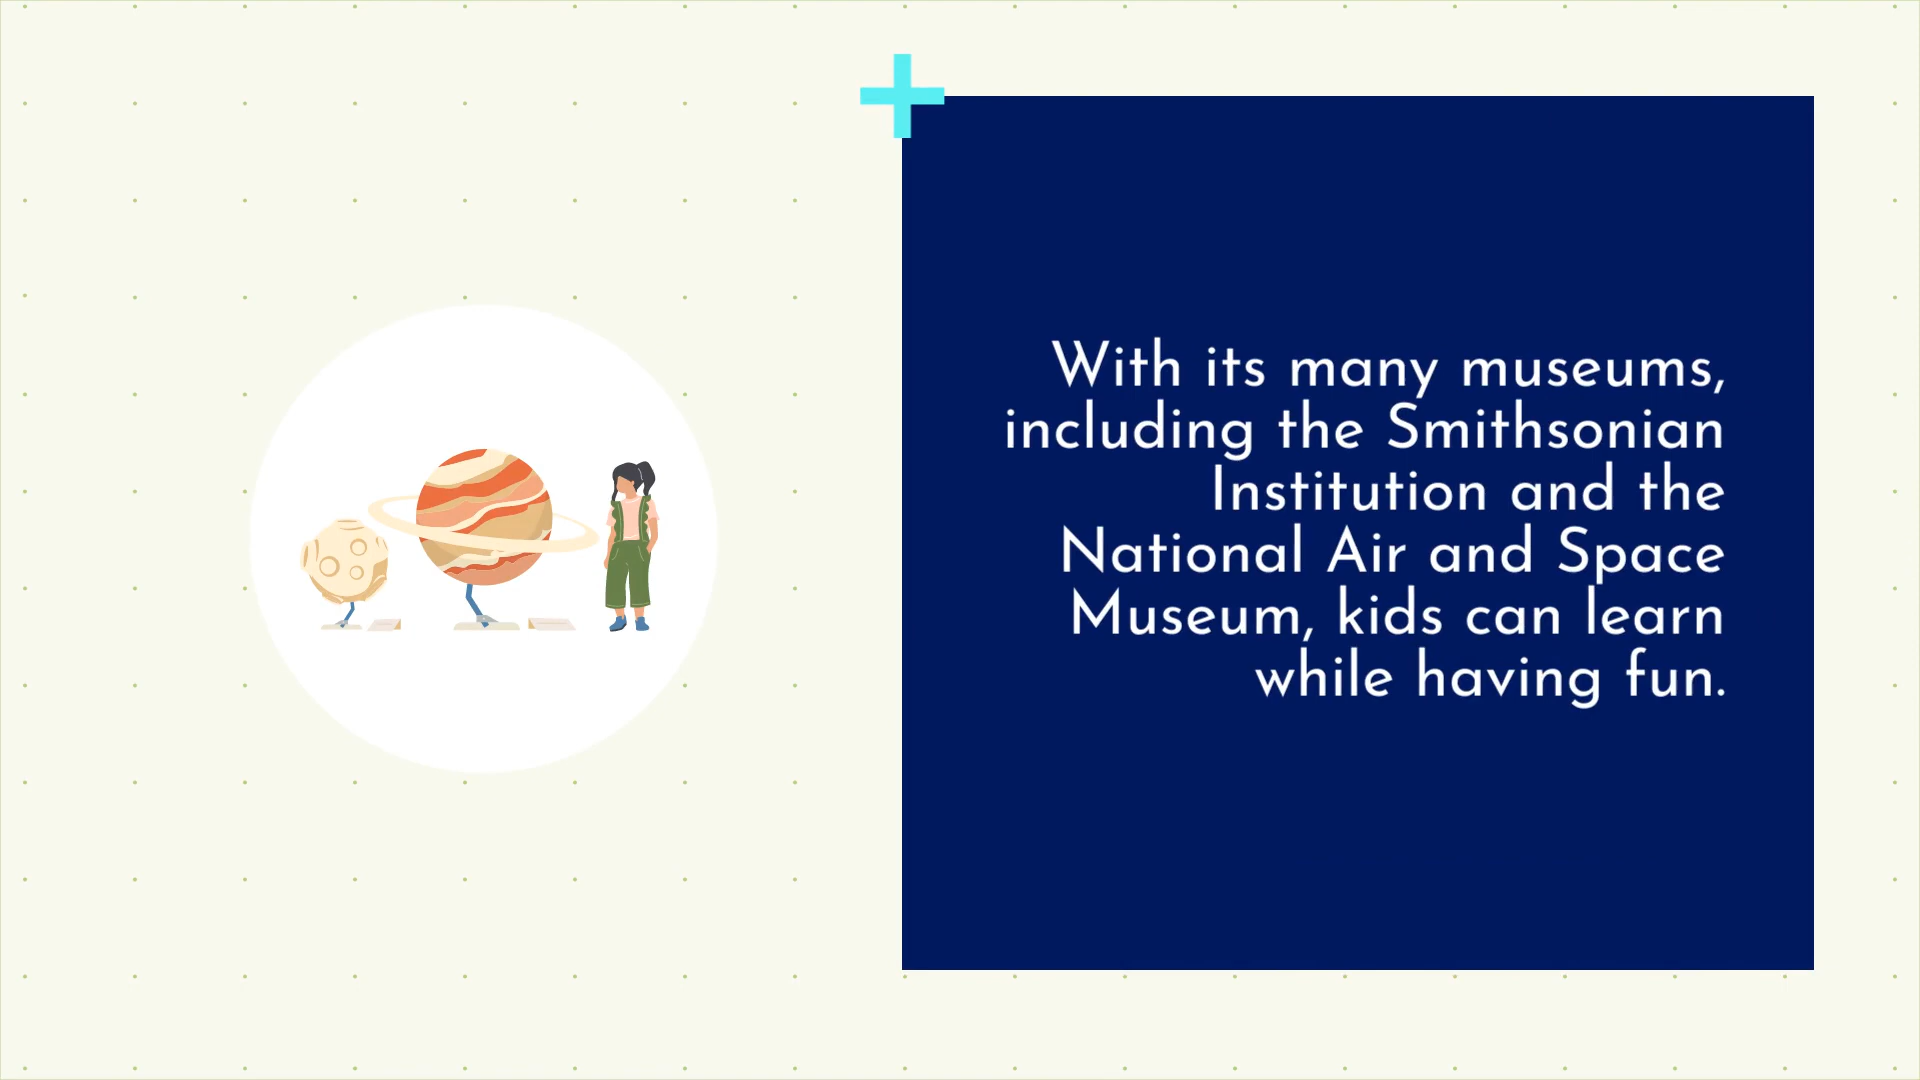 With its many museums,
including the Smithsonian
Institution and the
National Air and Space
Museum, kids can learn
while having fun.